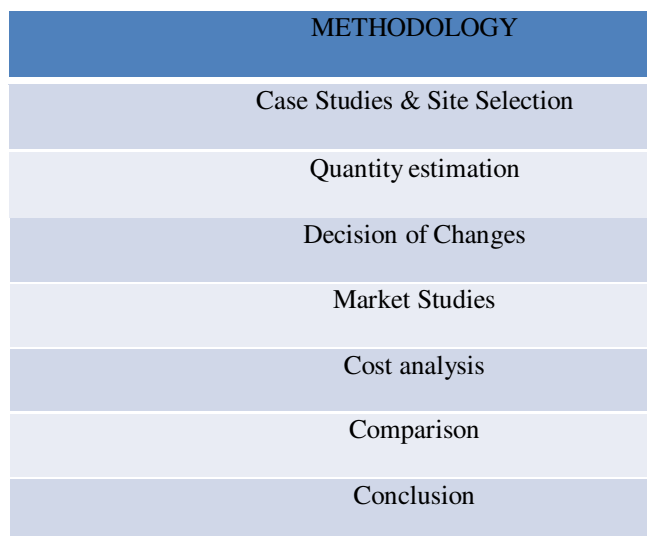 METHODOLOGY
Case Studies & Site Selection
Quantity estimation
Decision of Changes
Market Studies
Cost analysis
Comparison
Conclusion